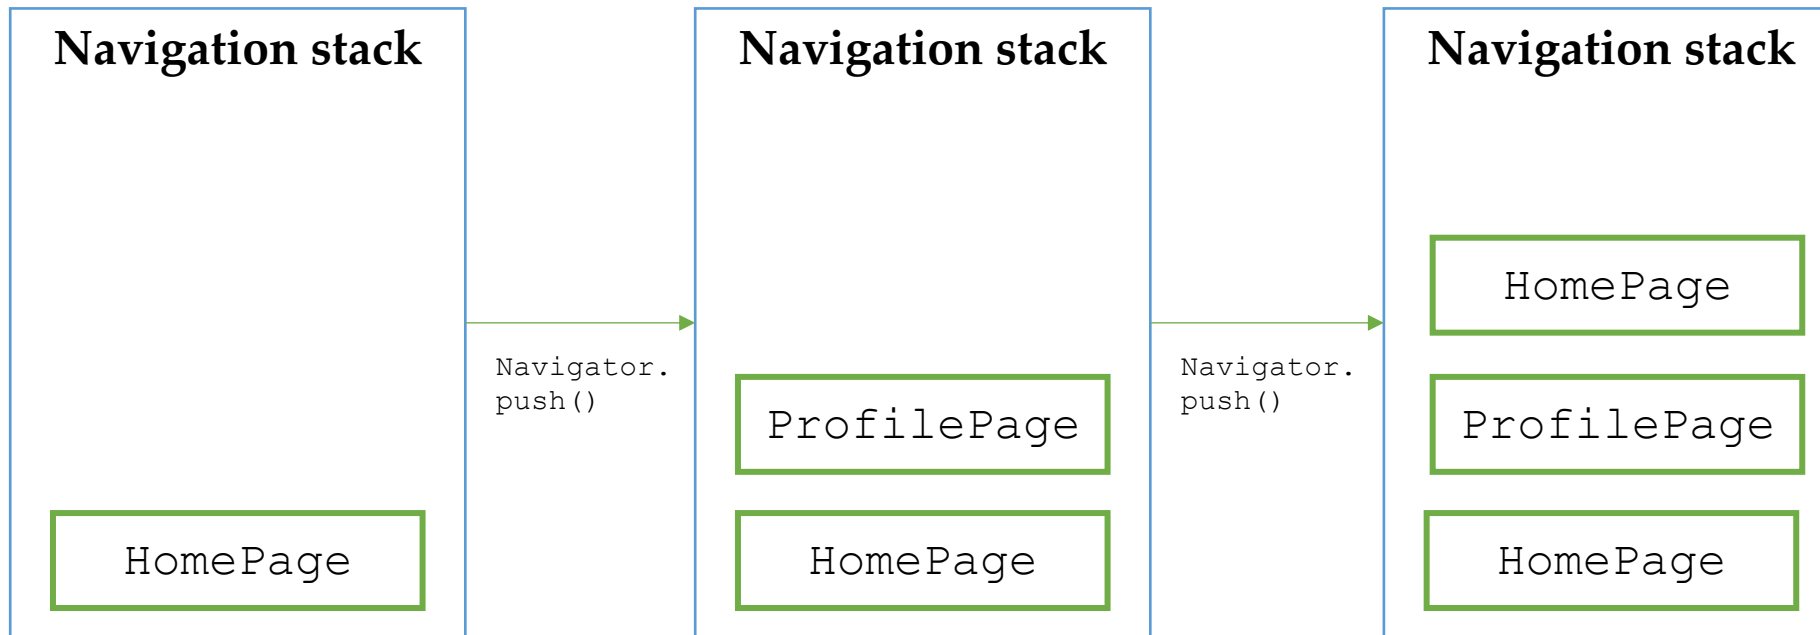 Navigation stack
HomePage
Navigator.
push()
Navigation stack
ProfilePage
HomePage
Navigator.
push()
Navigation stack
HomePage
ProfilePage
HomePage